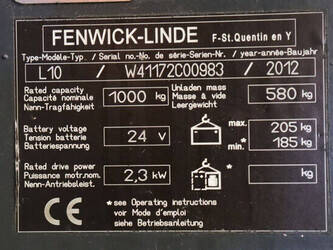 FENWICK-LINDE F-St.Quentin en Y
Type-Modèle-Typ. / Serial no.-No. de série-Serien-Nr. / year-année-Baujahr
L10 / W41172C00983 / 2012
Rated capacity
Capacité nominale
Nenn-Tragfähigkeit
1000 kg
Unladen mass
Masse à vide
Leergewicht
580 kg
Battery voltage
Tension batterie
Batteriespannung
24 V
max. 205 kg
min.* 185 kg
Rated drive power
Puissance motr.nom.
Nenn-Antriebsleist.
2,3 kW
* kg
CE
*see Operating instructions
voir Mode d'emploi
siehe Betriebsanleitung